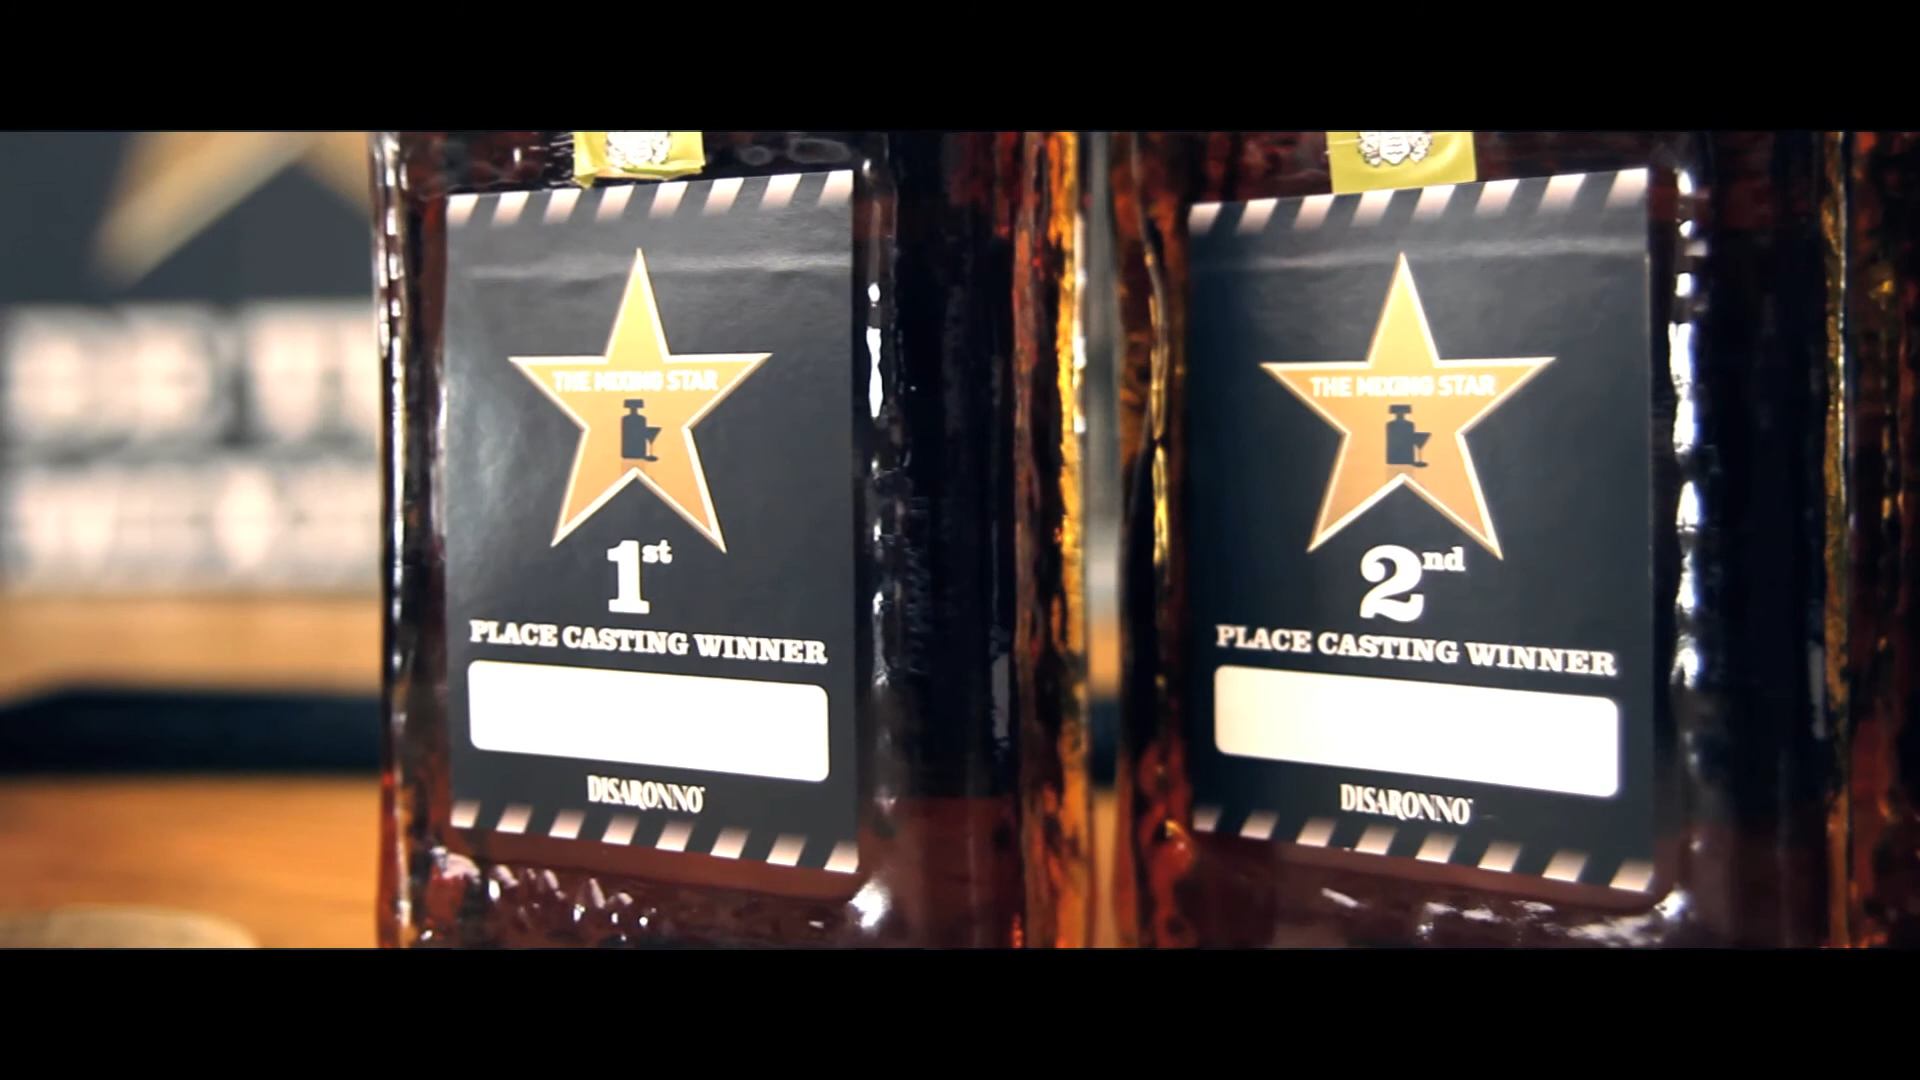 THE MIXING STAR
1st
PLACE CASTING WINNER
DISARONNO
THE MIXING STAR
2nd
PLACE CASTING WINNER
DISARONNO